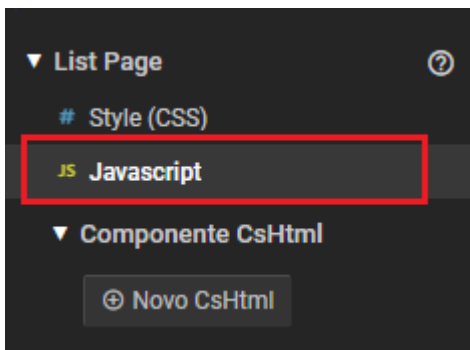 List Page
# Style (CSS)
JS Javascript
Componente CsHtml
Novo CsHtml